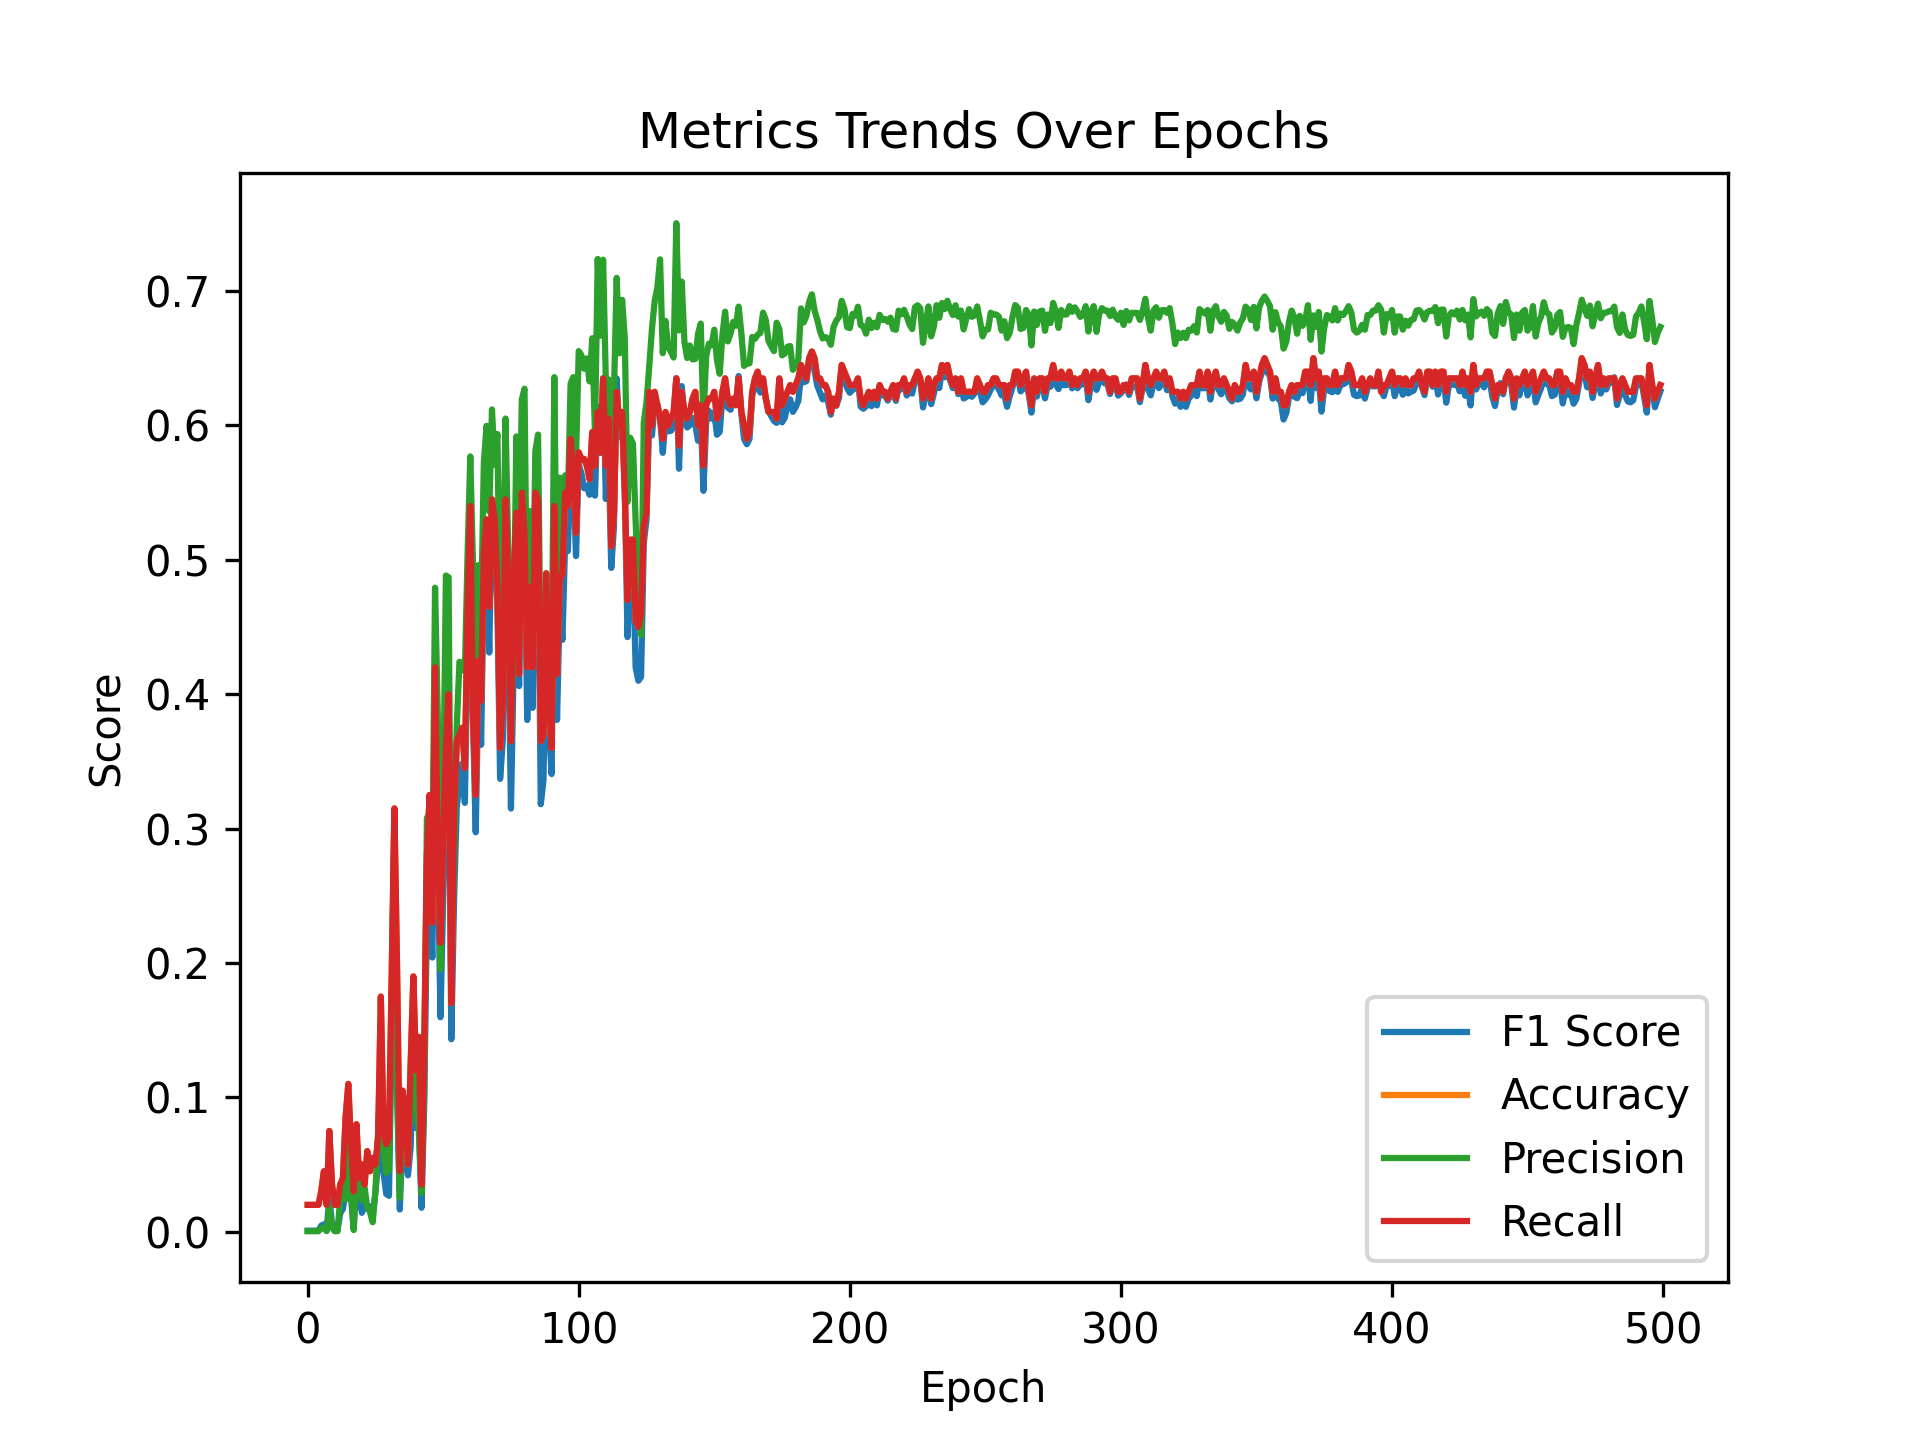 Metrics Trends Over Epochs
0.7
0.6
0.5
0.4
0.3
0.2
0.1
0.0
Score
0 100 200 300 400 500
Epoch
F1 Score
Accuracy
Precision
Recall